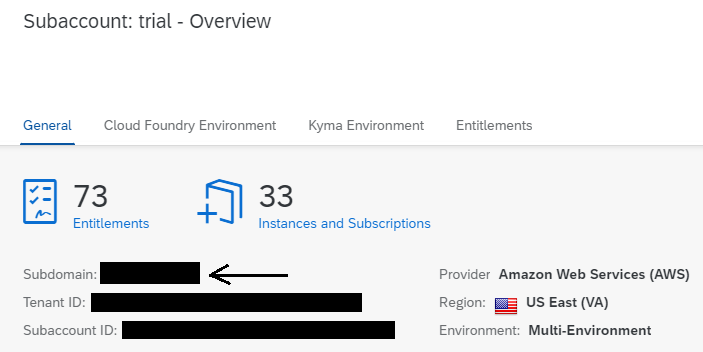 Subaccount: trial - Overview
General Cloud Foundry Environment Kyma Environment Entitlements
73 33
Entitlements Instances and Subscriptions
Subdomain: Provider Amazon Web Services (AWS)
Tenant ID: Region: US East (VA)
Subaccount ID: Environment: Multi-Environment